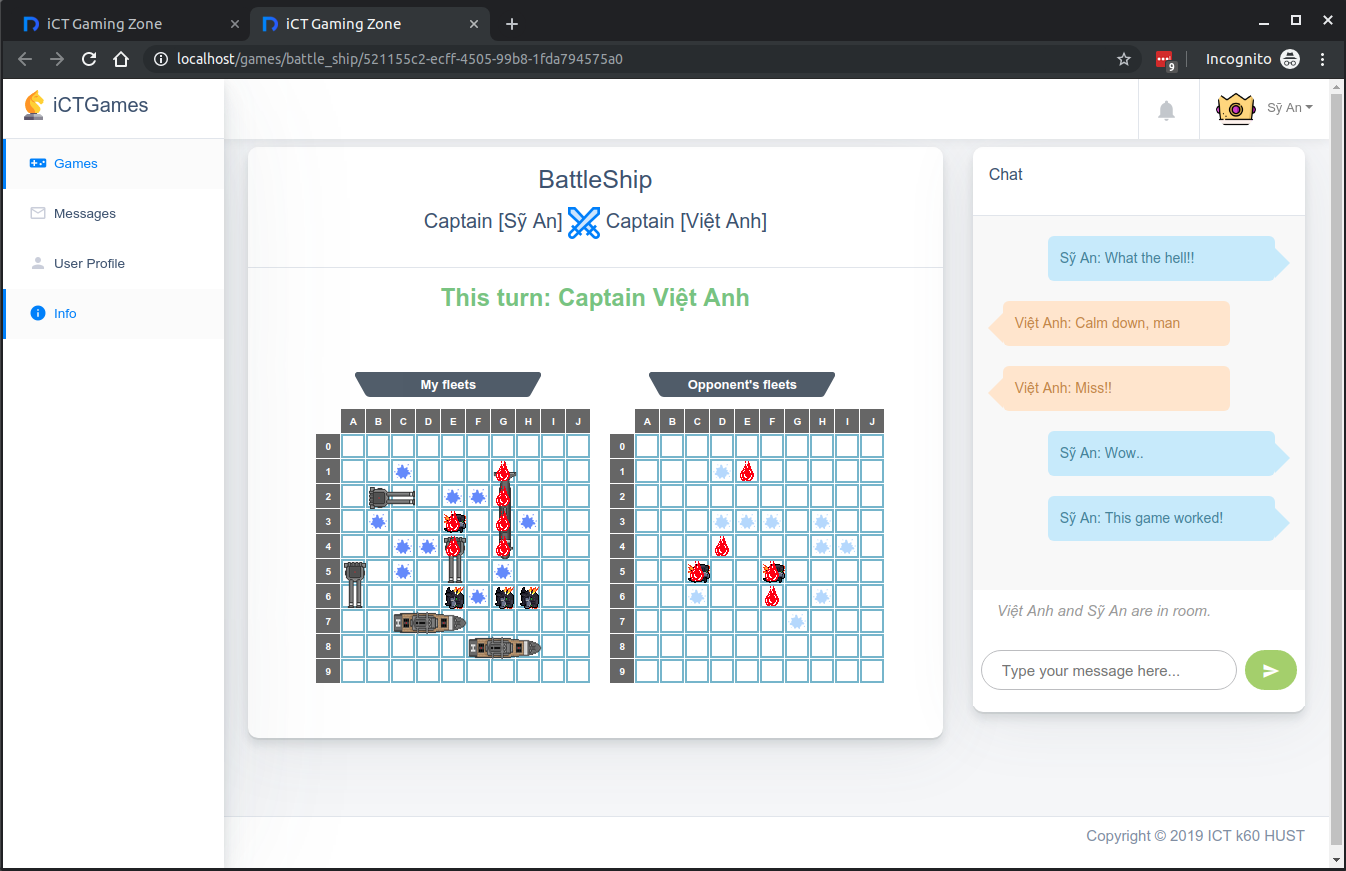 iCT Gaming Zone
iCT Gaming Zone
localhost/games/battle_ship/521155c2-ecff-4505-99b8-1fda794575a0
9
Incognito
iCTGames
Sỹ An
Games
Messages
User Profile
Info
BattleShip
Captain [Sỹ An] Captain [Việt Anh]
This turn: Captain Việt Anh
My fleets
A B C D E F G H I J
0
1
2
3
4
5
6
7
8
9
Opponent's fleets
A B C D E F G H I J
0
1
2
3
4
5
6
7
8
9
Chat
Sỹ An: What the hell!!
Việt Anh: Calm down, man
Việt Anh: Miss!!
Sỹ An: Wow..
Sỹ An: This game worked!
Việt Anh and Sỹ An are in room.
Type your message here...
Copyright © 2019 ICT k60 HUST